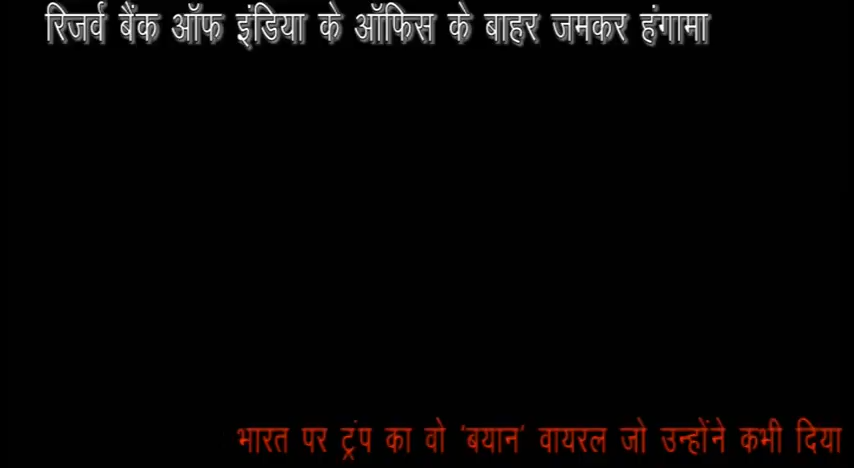 रिजर्व बैंक ऑफ इंडिया के ऑफिस के बाहर जमकर हंगामा
भारत पर ट्रंप का वो 'बयान' वायरल जो उन्होंने कभी दिया